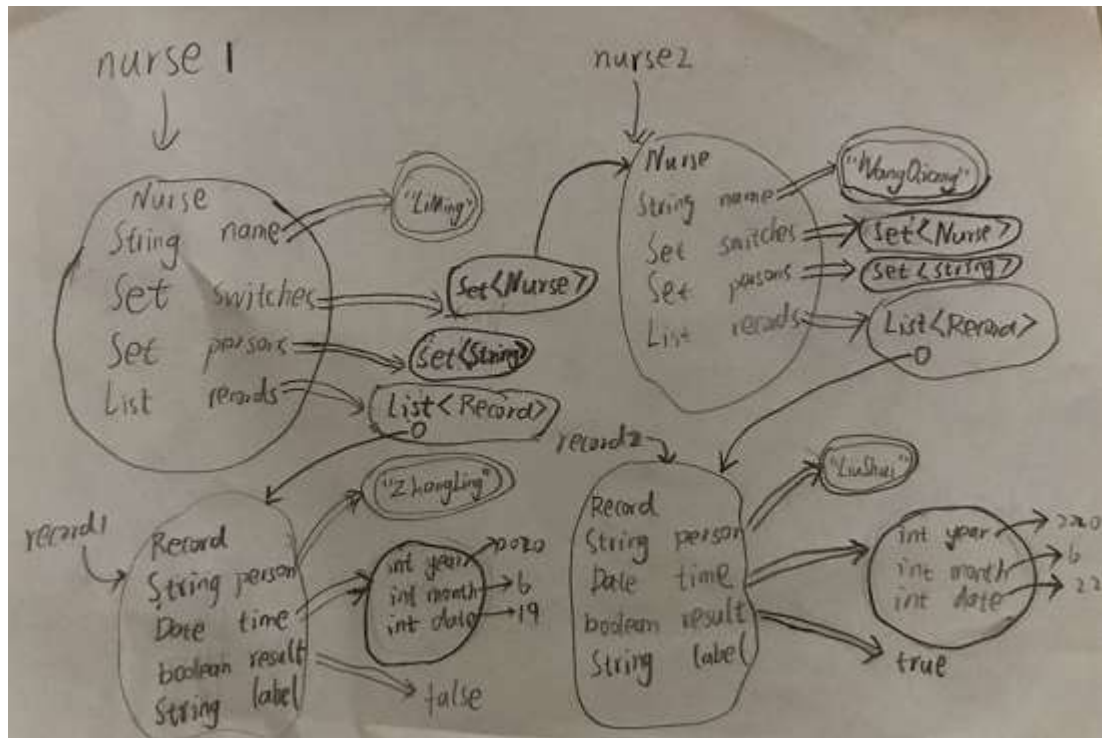 nurse 1
Nurse
String name
"LiMing"
Set switches
Set<Nurse>
Set persons
Set<String>
List records
List<Record>
0
nurse2
Nurse
String name
"WangQiang"
Set switches
Set<Nurse>
Set persons
Set<String>
List records
List<Record>
0
record1
Record
String person
"ZhangLing"
Date time
int year 2020
int month 6
int date 19
boolean result
false
String label
record2
Record
String person
Date time
int year 2020
int month 6
int date 22
boolean result
true
String label